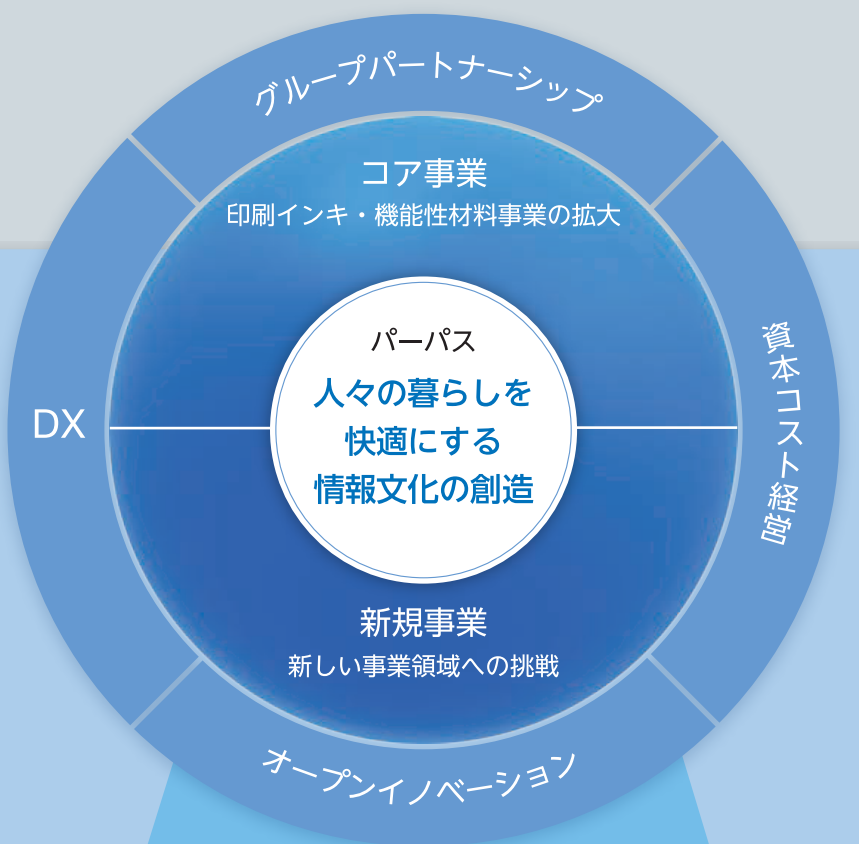 グループパートナーシップ
コア事業
印刷インキ・機能性材料事業の拡大
パーパス
人々の暮らしを
快適にする
情報文化の創造
DX
資本コスト経営
新規事業
新しい事業領域への挑戦
オープンイノベーション